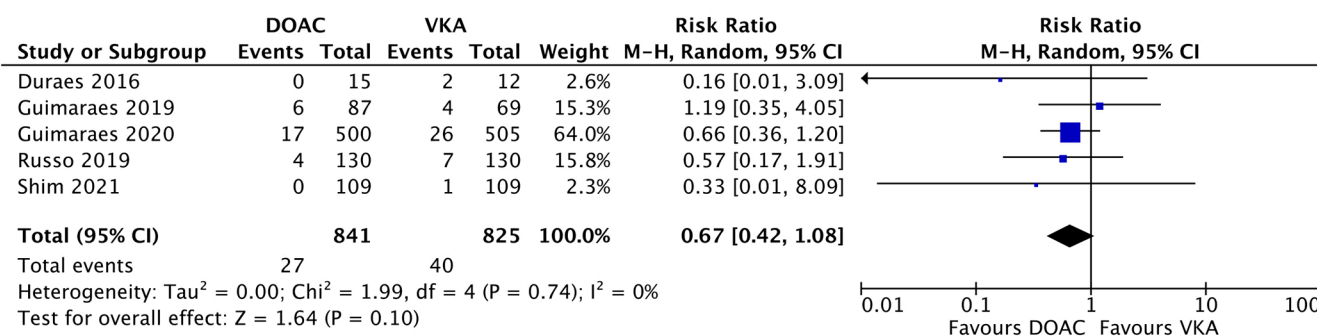 DOAC VKA Risk Ratio Risk Ratio
Study or Subgroup Events Total Events Total Weight M-H, Random, 95% CI M-H, Random, 95% CI
Duraes 2016 0 15 2 12 2.6% 0.16 [0.01, 3.09]
Guimaraes 2019 6 87 4 69 15.3% 1.19 [0.35, 4.05]
Guimaraes 2020 17 500 26 505 64.0% 0.66 [0.36, 1.20]
Russo 2019 4 130 7 130 15.8% 0.57 [0.17, 1.91]
Shim 2021 0 109 1 109 2.3% 0.33 [0.01, 8.09]
Total (95% CI) 841 825 100.0% 0.67 [0.42, 1.08]
Total events 27 40
Heterogeneity: Tau² = 0.00; Chi² = 1.99, df = 4 (P = 0.74); I² = 0%
Test for overall effect: Z = 1.64 (P = 0.10)
0.01 0.1 1 10 100
Favours DOAC Favours VKA